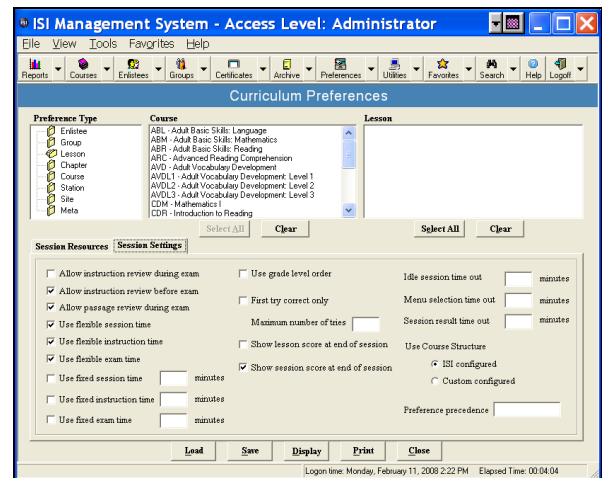 ISI Management System - Access Level: Administrator
File View Tools Favorites Help
Reports Courses Enlistees Groups Certificates Archive Preferences Utilities Favorites Search Help Logoff
Curriculum Preferences
Preference Type Course Lesson
Enlistee
Group
Lesson
Chapter
Course
Station
Site
Meta
ABL - Adult Basic Skills: Language
ABM - Adult Basic Skills: Mathematics
ABR - Adult Basic Skills: Reading
ARC - Advanced Reading Comprehension
AVD - Adult Vocabulary Development
AVDL1 - Adult Vocabulary Development: Level 1
AVDL2 - Adult Vocabulary Development: Level 2
AVDL3 - Adult Vocabulary Development: Level 3
CDM - Mathematics I
CDR - Introduction to Reading
Select All Clear Select All Clear
Session Resources Session Settings
Allow instruction review during exam
Allow instruction review before exam
Allow passage review during exam
Use flexible session time
Use flexible instruction time
Use flexible exam time
Use fixed session time minutes
Use fixed instruction time minutes
Use fixed exam time minutes
Use grade level order
First try correct only
Maximum number of tries
Show lesson score at end of session
Show session score at end of session
Idle session time out minutes
Menu selection time out minutes
Session result time out minutes
Use Course Structure
ISI configured
Custom configured
Preference precedence
Load Save Display Print Close
Logon time: Monday, February 11, 2008 2:22 PM Elapsed Time: 00:04:04